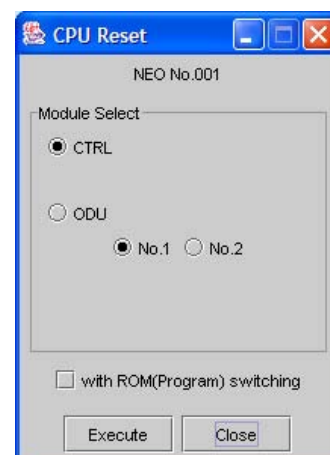 CPU Reset
NEO No.001
Module Select
CTRL
ODU
No.1 No.2
with ROM(Program) switching
Execute Close